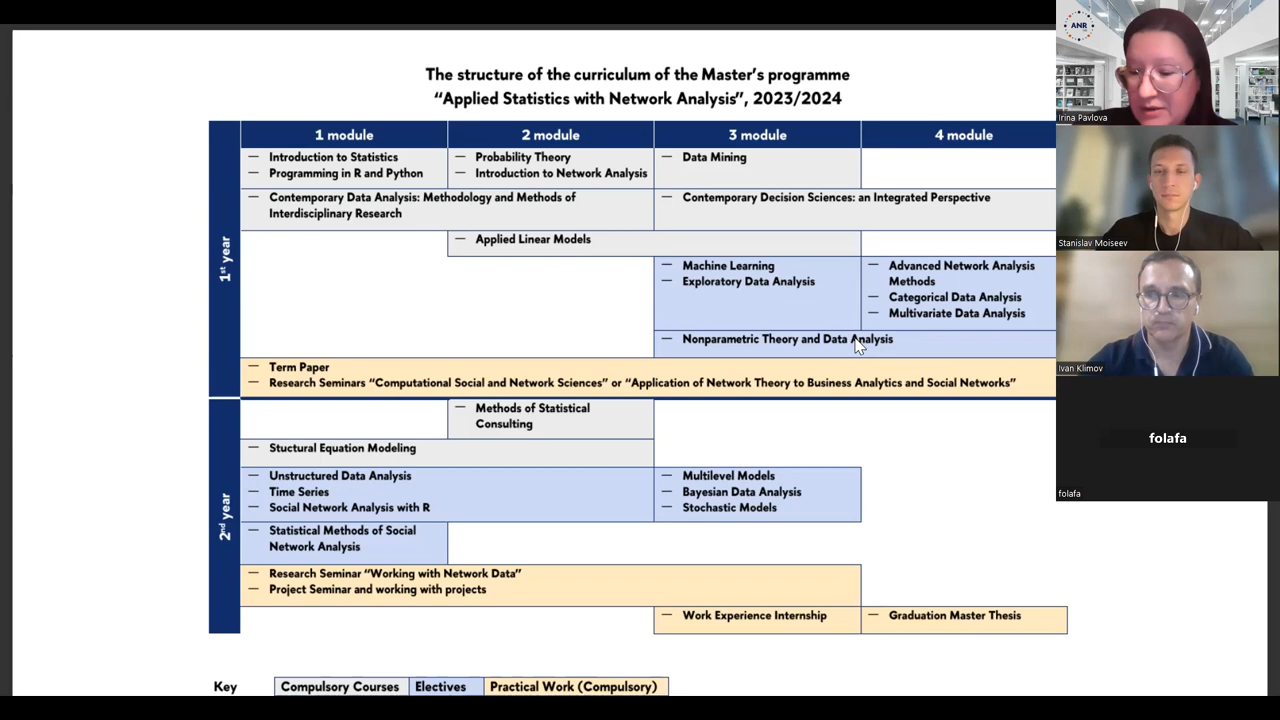 The structure of the curriculum of the Master's programme
“Applied Statistics with Network Analysis”, 2023/2024
1 module
2 module
3 module
4 module
1st year
— Introduction to Statistics
— Programming in R and Python
— Probability Theory
— Introduction to Network Analysis
— Data Mining
— Contemporary Data Analysis: Methodology and Methods of
Interdisciplinary Research
— Contemporary Decision Sciences: an Integrated Perspective
— Applied Linear Models
— Machine Learning
— Exploratory Data Analysis
— Advanced Network Analysis
Methods
— Categorical Data Analysis
— Multivariate Data Analysis
— Nonparametric Theory and Data Analysis
— Term Paper
— Research Seminars “Computational Social and Network Sciences” or “Application of Network Theory to Business Analytics and Social Networks”
2nd year
— Methods of Statistical
Consulting
— Stuctural Equation Modeling
— Unstructured Data Analysis
— Time Series
— Social Network Analysis with R
— Multilevel Models
— Bayesian Data Analysis
— Stochastic Models
— Statistical Methods of Social
Network Analysis
— Research Seminar “Working with Network Data”
— Project Seminar and working with projects
— Work Experience Internship
— Graduation Master Thesis
Key
Compulsory Courses
Electives
Practical Work (Compulsory)
ANR
Irina Pavlova
Stanislav Moiseev
Ivan Klimov
folafa
folafa